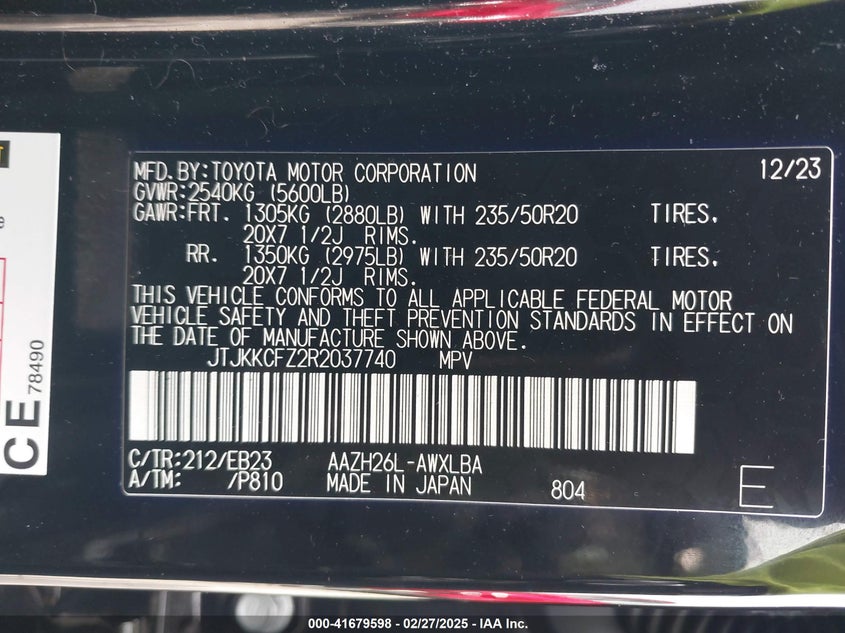 MFD. BY: TOYOTA MOTOR CORPORATION 12/23
GVWR: 2540KG (5600LB)
GAWR: FRT. 1305KG (2880LB) WITH 235/50R20 TIRES.
20X7 1/2J RIMS.
RR. 1350KG (2975LB) WITH 235/50R20 TIRES.
20X7 1/2J RIMS.
THIS VEHICLE CONFORMS TO ALL APPLICABLE FEDERAL MOTOR
VEHICLE SAFETY AND THEFT PREVENTION STANDARDS IN EFFECT ON
THE DATE OF MANUFACTURE SHOWN ABOVE.
JTJKKCFZ2R2037740 MPV
C/TR: 212/EB23 AAZH26L-AWXLBA
A/TM: /P810 MADE IN JAPAN 804 E
CE 78490
000-41679598 - 02/27/2025 - IAA Inc.